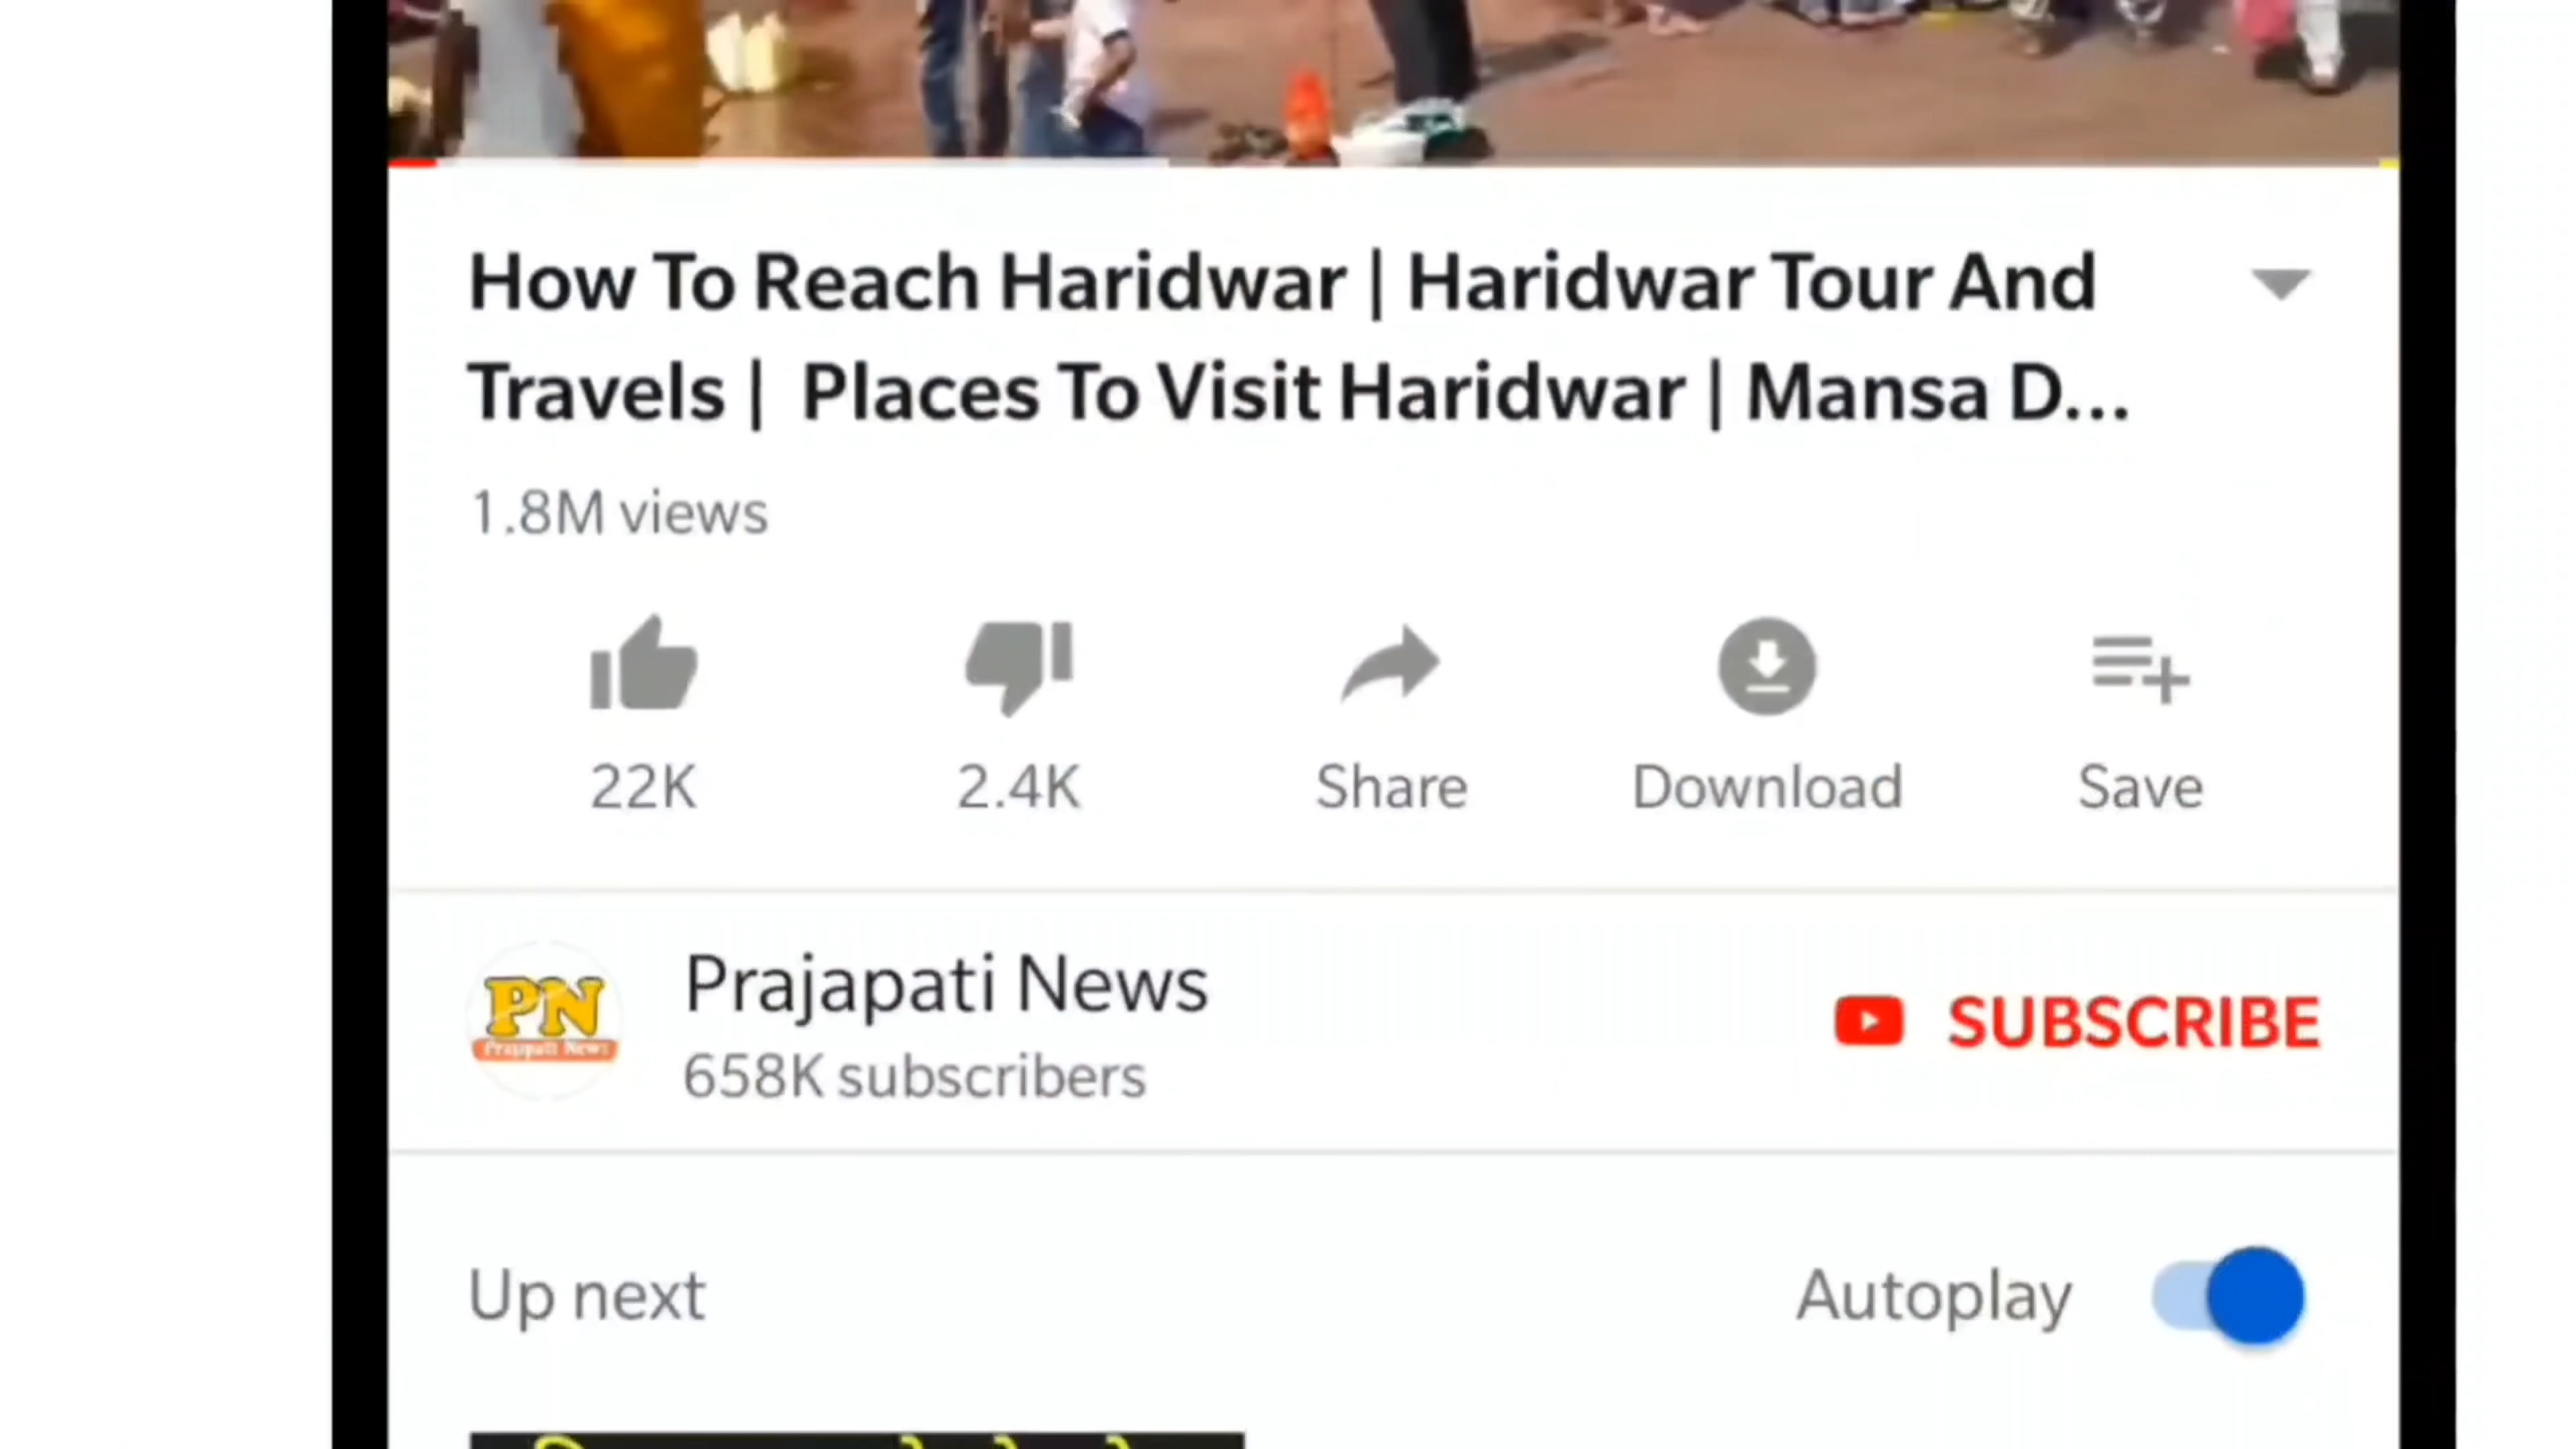 How To Reach Haridwar | Haridwar Tour And
Travels | Places To Visit Haridwar | Mansa D...
1.8M views
22K
2.4K
Share
Download
Save
PN
Prajapati News
Prajapati News
658K subscribers
SUBSCRIBE
Up next
Autoplay